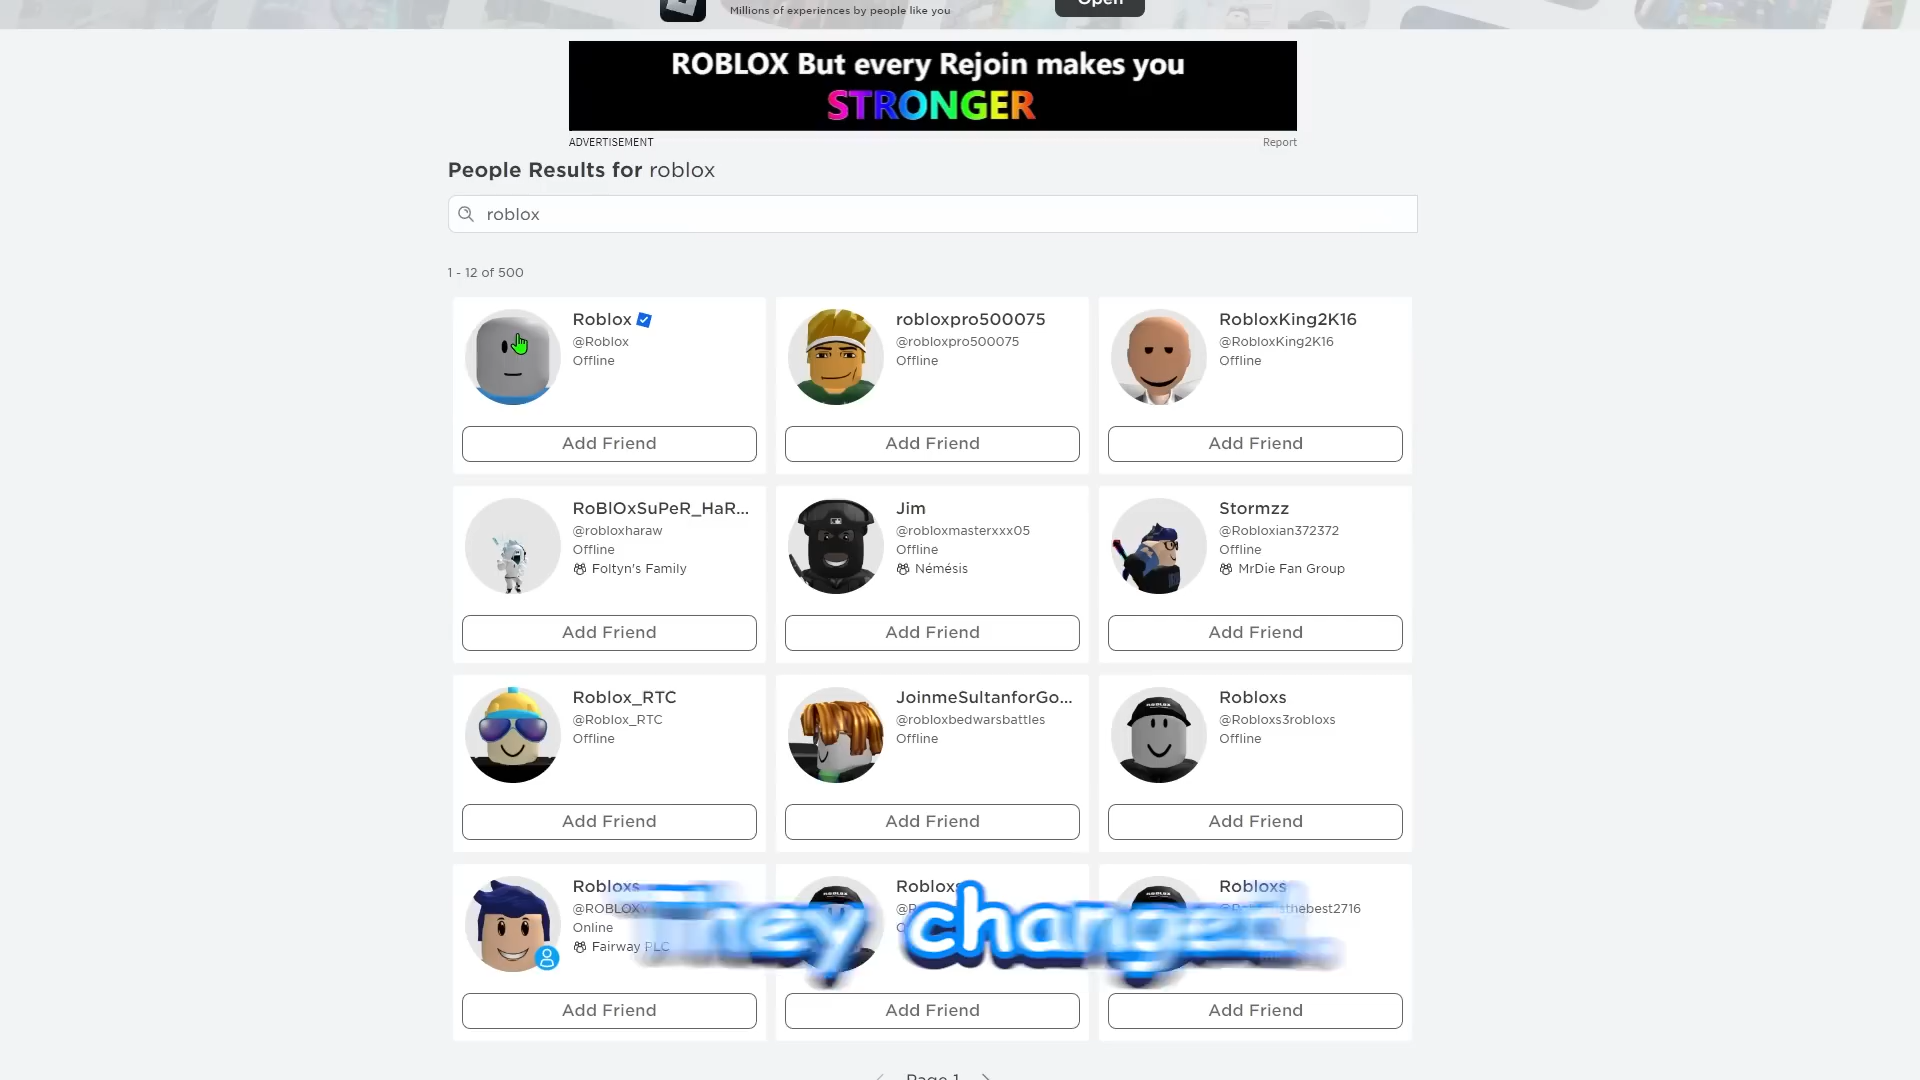 Millions of experiences by people like you
Open
ROBLOX But every Rejoin makes you
STRONGER
ADVERTISEMENT
Report
People Results for roblox
roblox
1 - 12 of 500
Roblox
@Roblox
Offline
Add Friend
robloxpro500075
@robloxpro500075
Offline
Add Friend
RobloxKing2K16
@RobloxKing2K16
Offline
Add Friend
RoBlOxSuPeR_HaR...
@robloxharaw
Offline
Foltyn's Family
Add Friend
Jim
@robloxmasterxxx05
Offline
Némésis
Add Friend
Stormzz
@Robloxian372372
Offline
MrDie Fan Group
Add Friend
Roblox_RTC
@Roblox_RTC
Offline
Add Friend
JoinmeSultanforGo...
@robloxbedwarsbattles
Offline
Add Friend
Robloxs
@Robloxs3robloxs
Offline
Add Friend
Robloxs
Online
Fairway PLC
Add Friend
Robloxs
Add Friend
Robloxs
Add Friend
They changed
Page 1